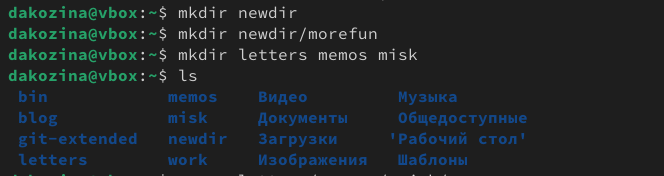 dakozina@vbox:~$ mkdir newdir
dakozina@vbox:~$ mkdir newdir/morefun
dakozina@vbox:~$ mkdir letters memos misk
dakozina@vbox:~$ ls
bin memos Видео Музыка
blog misk Документы Общедоступные
git-extended newdir Загрузки 'Рабочий стол'
letters work Изображения Шаблоны